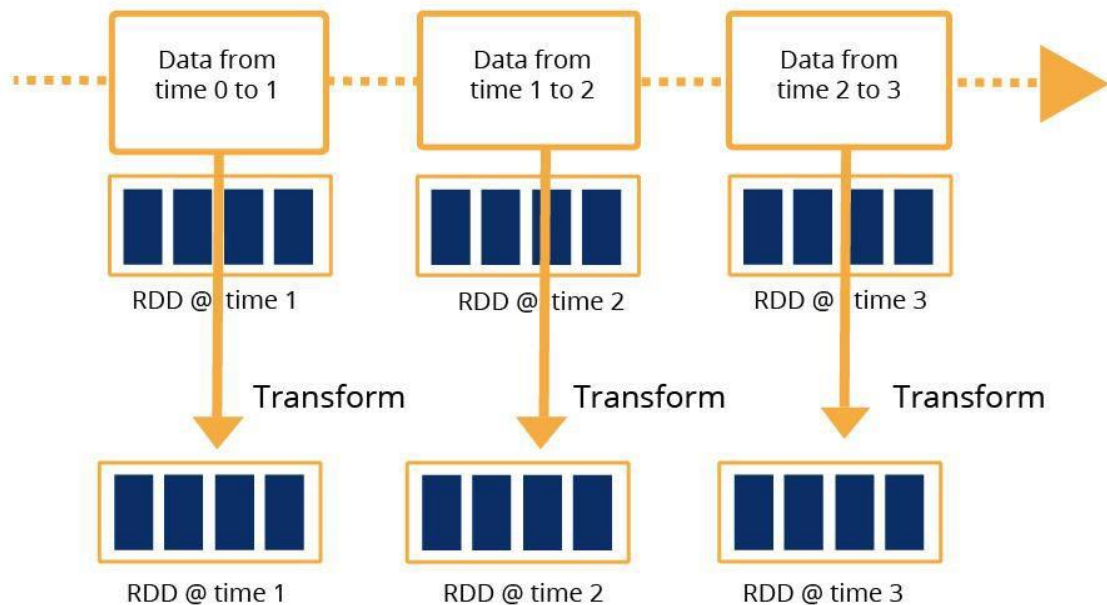 Data from
time 0 to 1
Data from
time 1 to 2
Data from
time 2 to 3
RDD @ time 1
RDD @ time 2
RDD @ time 3
Transform
Transform
Transform
RDD @ time 1
RDD @ time 2
RDD @ time 3